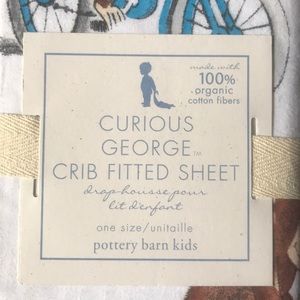 made with
100%
organic
cotton fibers
CURIOUS
GEORGE™
CRIB FITTED SHEET
drap-housse pour
lit d'enfant
one size/unitaille
pottery barn kids